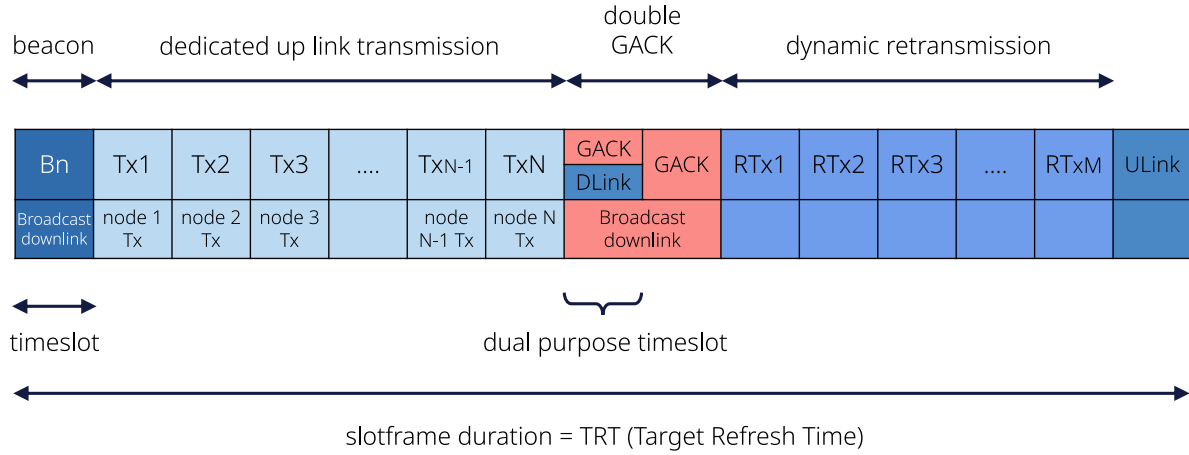 beacon
dedicated up link transmission
double
GACK
dynamic retransmission
Bn
Tx1
Tx2
Tx3
....
TxN-1
TxN
GACK
DLink
GACK
RTx1
RTx2
RTx3
....
RTxM
ULink
Broadcast
downlink
node 1
Tx
node 2
Tx
node 3
Tx
node
N-1 Tx
node N
Tx
Broadcast
downlink
timeslot
dual purpose timeslot
slotframe duration = TRT (Target Refresh Time)